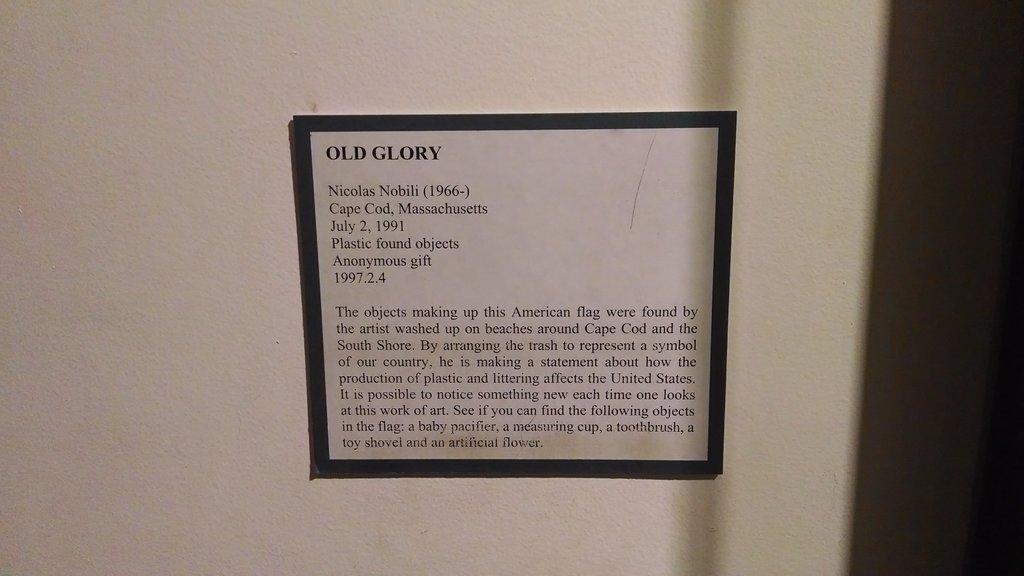 OLD GLORY
Nicolas Nobili (1966-)
Cape Cod, Massachusetts
July 2, 1991
Plastic found objects
Anonymous gift
1997.2.4
The objects making up this American flag were found by
the artist washed up on beaches around Cape Cod and the
South Shore. By arranging the trash to represent a symbol
of our country, he is making a statement about how the
production of plastic and littering affects the United States.
It is possible to notice something new each time one looks
at this work of art. See if you can find the following objects
in the flag: a baby pacifier, a measuring cup, a toothbrush, a
toy shovel and an artificial flower.